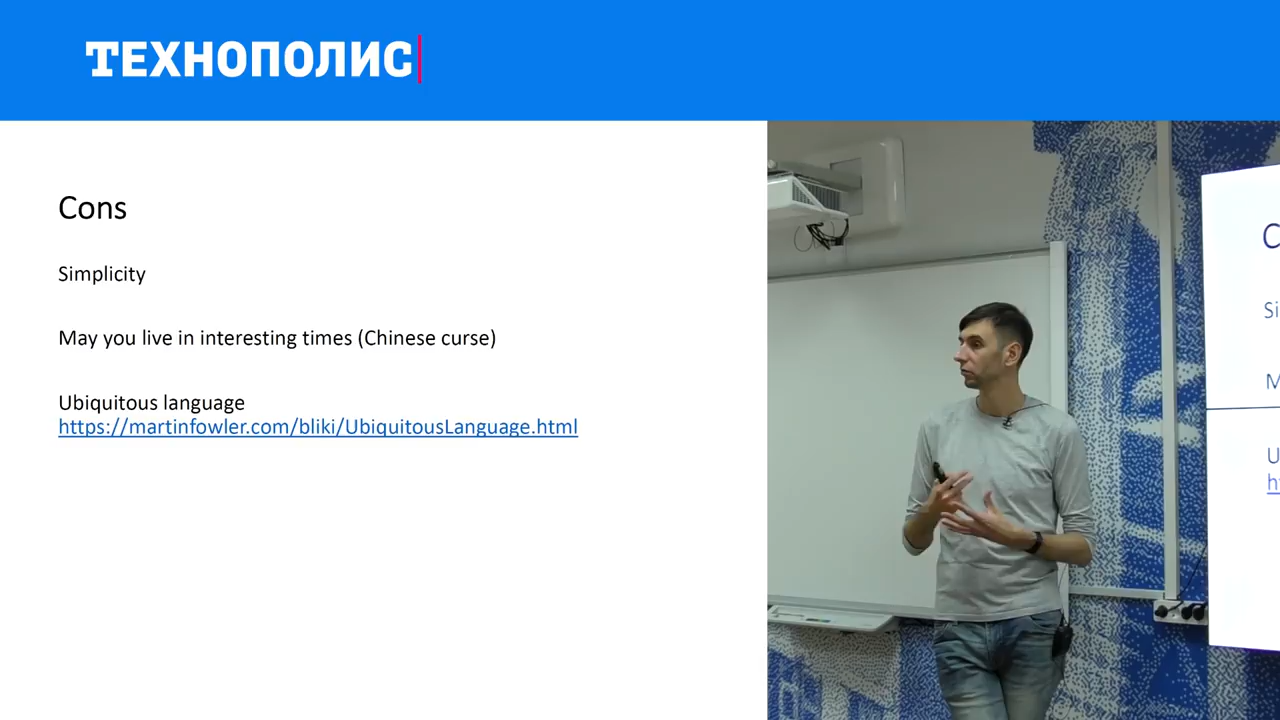 ТЕХНОПОЛИС
Cons
Simplicity
May you live in interesting times (Chinese curse)
Ubiquitous language
https://martinfowler.com/bliki/UbiquitousLanguage.html
C
Si
M
U
h